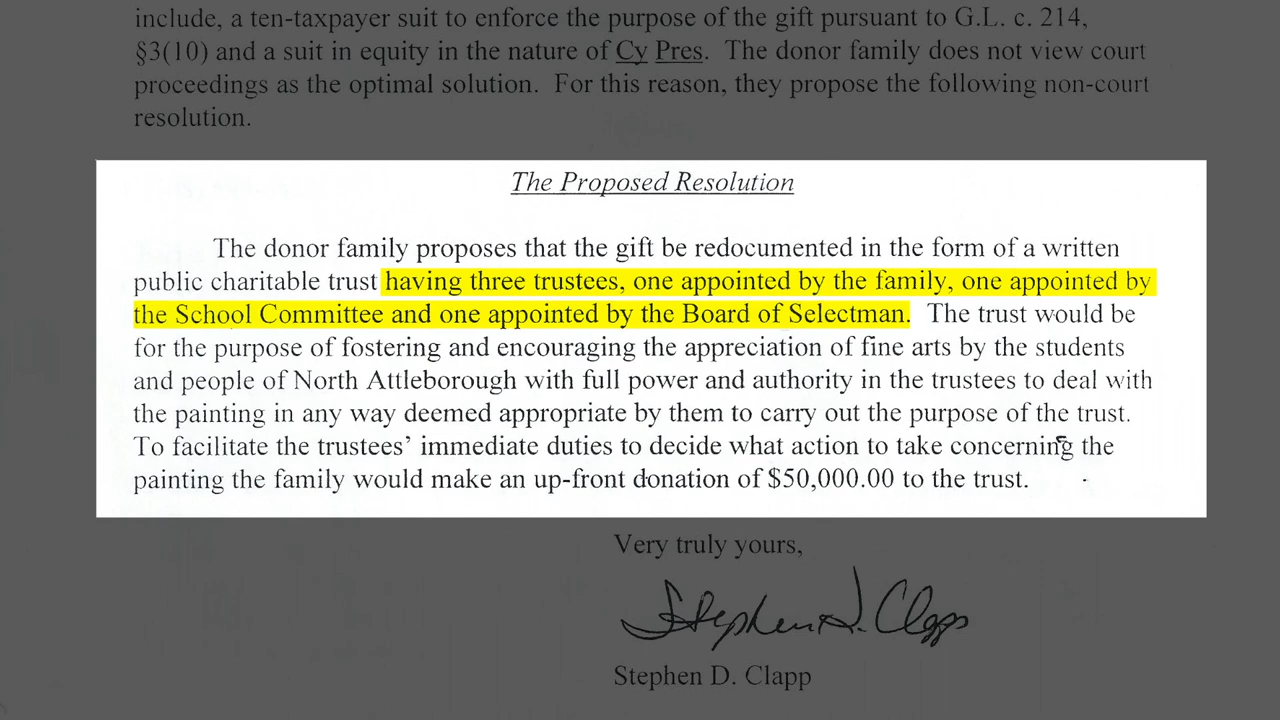 include, a ten-taxpayer suit to enforce the purpose of the gift pursuant to G.L. c. 214,
§3(10) and a suit in equity in the nature of Cy Pres.  The donor family does not view court
proceedings as the optimal solution.  For this reason, they propose the following non-court
resolution.
The Proposed Resolution
The donor family proposes that the gift be redocumented in the form of a written
public charitable trust having three trustees, one appointed by the family, one appointed by
the School Committee and one appointed by the Board of Selectman.  The trust would be
for the purpose of fostering and encouraging the appreciation of fine arts by the students
and people of North Attleborough with full power and authority in the trustees to deal with
the painting in any way deemed appropriate by them to carry out the purpose of the trust.
To facilitate the trustees' immediate duties to decide what action to take concerning the
painting the family would make an up-front donation of $50,000.00 to the trust.
Very truly yours,
Stephen D. Clapp
Stephen D. Clapp